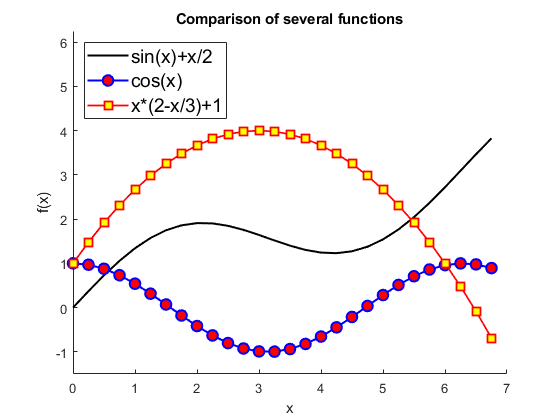 Comparison of several functions
6
5
4
3
2
1
0
-1
f(x)
sin(x)+x/2
cos(x)
x*(2-x/3)+1
0 1 2 3 4 5 6 7
x